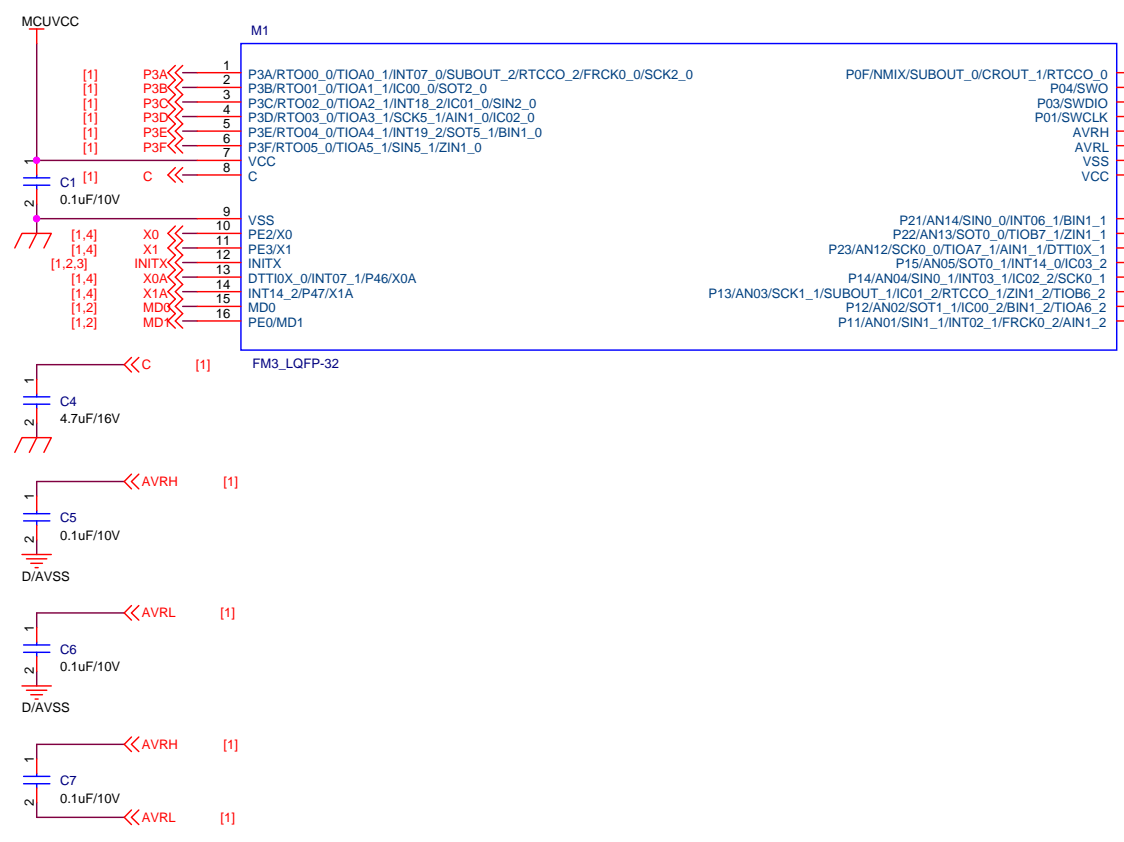 MCUVCC
M1
[1] P3A 1 P3A/RTO00_0/TIOA0_1/INT07_0/SUBOUT_2/RTCCO_2/FRCK0_0/SCK2_0 P0F/NMIX/SUBOUT_0/CROUT_1/RTCCO_0
[1] P3B 2 P3B/RTO01_0/TIOA1_1/IC00_0/SOT2_0 P04/SWO
[1] P3C 3 P3C/RTO02_0/TIOA2_1/INT18_2/IC01_0/SIN2_0 P03/SWDIO
[1] P3D 4 P3D/RTO03_0/TIOA3_1/SCK5_1/AIN1_0/IC02_0 P01/SWCLK
[1] P3E 5 P3E/RTO04_0/TIOA4_1/INT19_2/SOT5_1/BIN1_0 AVRH
[1] P3F 6 P3F/RTO05_0/TIOA5_1/SIN5_1/ZIN1_0 AVRL
1 7 VCC VSS
C1 [1] C 8 C VCC
2 0.1uF/10V
9 VSS P21/AN14/SIN0_0/INT06_1/BIN1_1
[1,4] X0 10 PE2/X0 P22/AN13/SOT0_0/TIOB7_1/ZIN1_1
[1,4] X1 11 PE3/X1 P23/AN12/SCK0_0/TIOA7_1/AIN1_1/DTTI0X_1
[1,2,3] INITX 12 INITX P15/AN05/SOT0_1/INT14_0/IC03_2
[1,4] X0A 13 DTTI0X_0/INT07_1/P46/X0A P14/AN04/SIN0_1/INT03_1/IC02_2/SCK0_1
[1,4] X1A 14 INT14_2/P47/X1A P13/AN03/SCK1_1/SUBOUT_1/IC01_2/RTCCO_1/ZIN1_2/TIOB6_2
[1,2] MD0 15 MD0 P12/AN02/SOT1_1/IC00_2/BIN1_2/TIOA6_2
[1,2] MD1 16 PE0/MD1 P11/AN01/SIN1_1/INT02_1/FRCK0_2/AIN1_2
FM3_LQFP-32
C [1]
1
C4
2 4.7uF/16V
AVRH [1]
1
C5
2 0.1uF/10V
D/AVSS
AVRL [1]
1
C6
2 0.1uF/10V
D/AVSS
AVRH [1]
1
C7
2 0.1uF/10V
AVRL [1]